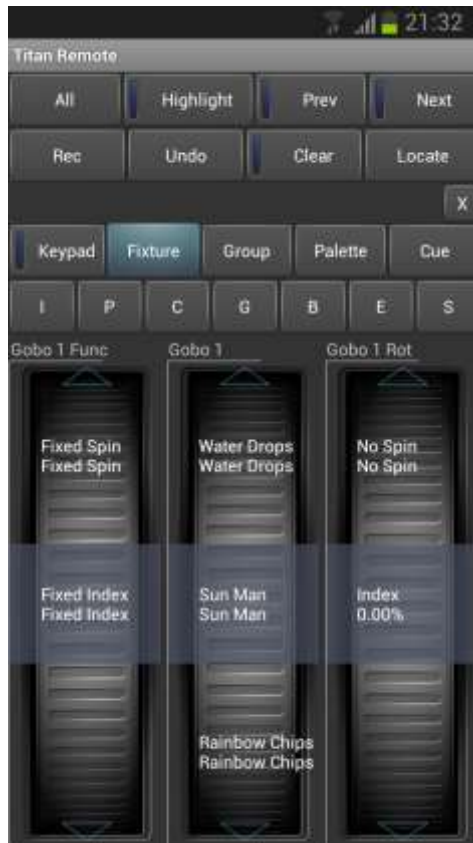 21:32
Titan Remote
All Highlight Prev Next
Rec Undo Clear Locate
X
Keypad Fixture Group Palette Cue
I P C G B E S
Gobo 1 Func Gobo 1 Gobo 1 Rot
Fixed Spin Water Drops No Spin
Fixed Spin Water Drops No Spin
Fixed Index Sun Man Index
Fixed Index Sun Man 0.00%
Rainbow Chips
Rainbow Chips